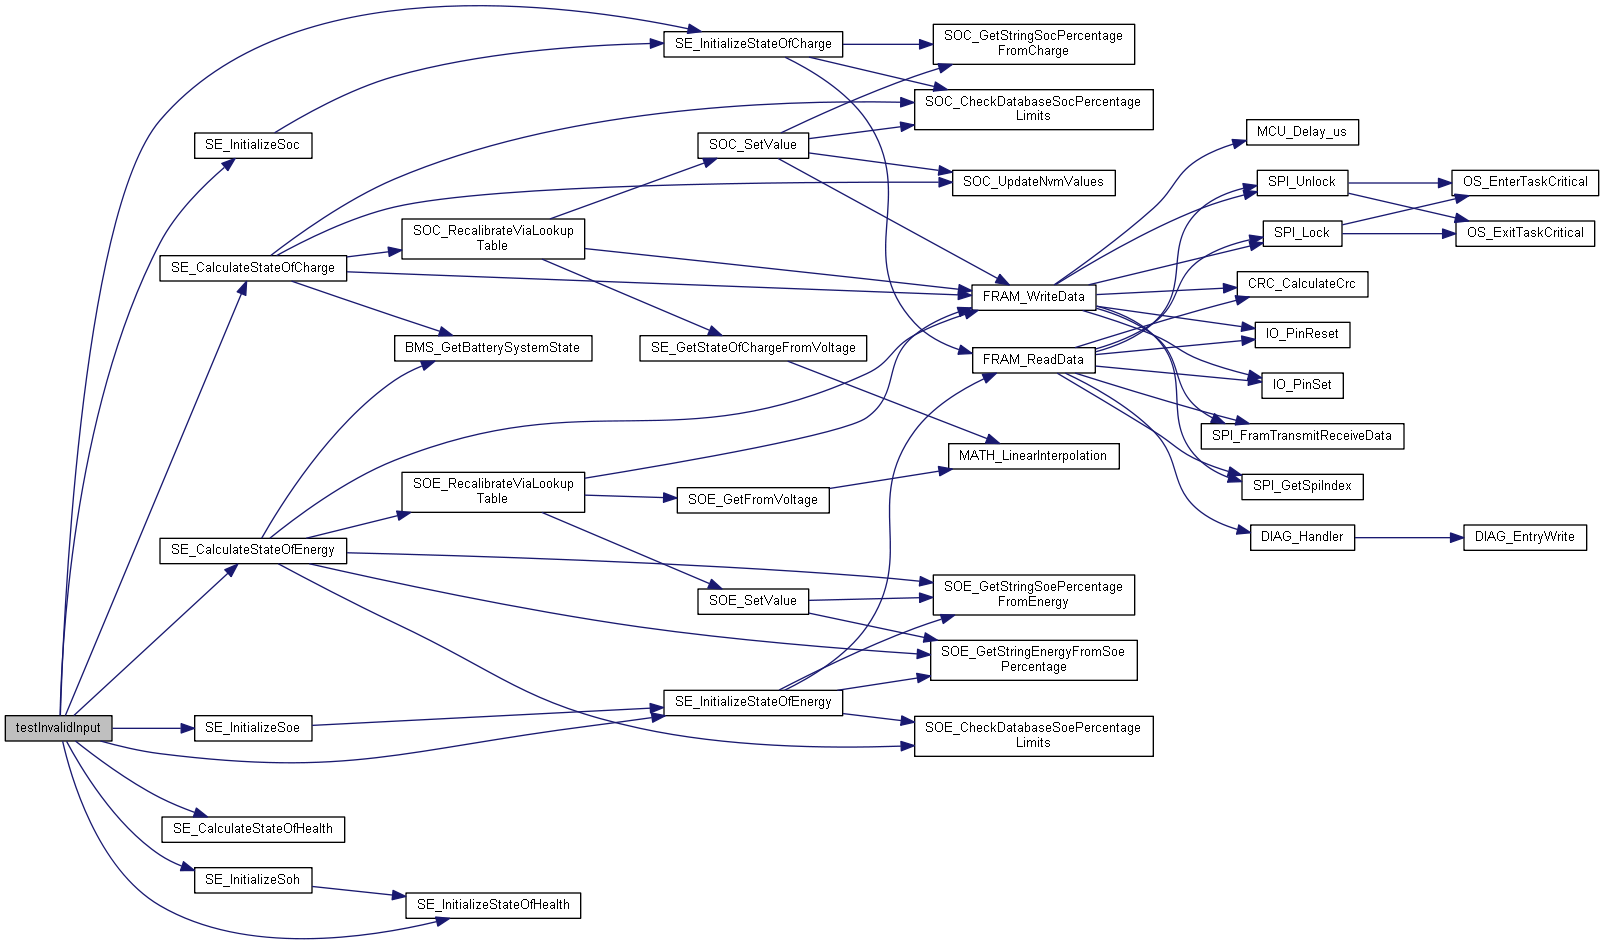 SE_InitializeStateOfCharge
SOC_GetStringSocPercentage
FromCharge
SOC_CheckDatabaseSocPercentage
Limits
MCU_Delay_us
SE_InitializeSoc
SOC_SetValue
SOC_UpdateNvmValues
SPI_Unlock
OS_EnterTaskCritical
SOC_RecalibrateViaLookup
Table
SPI_Lock
OS_ExitTaskCritical
SE_CalculateStateOfCharge
FRAM_WriteData
CRC_CalculateCrc
IO_PinReset
BMS_GetBatterySystemState
SE_GetStateOfChargeFromVoltage
FRAM_ReadData
IO_PinSet
SPI_FramTransmitReceiveData
MATH_LinearInterpolation
SPI_GetSpiIndex
SOE_RecalibrateViaLookup
Table
SOE_GetFromVoltage
DIAG_Handler
DIAG_EntryWrite
SE_CalculateStateOfEnergy
SOE_SetValue
SOE_GetStringSoePercentage
FromEnergy
SOE_GetStringEnergyFromSoe
Percentage
SE_InitializeStateOfEnergy
testInvalidInput
SE_InitializeSoe
SOE_CheckDatabaseSoePercentage
Limits
SE_CalculateStateOfHealth
SE_InitializeSoh
SE_InitializeStateOfHealth